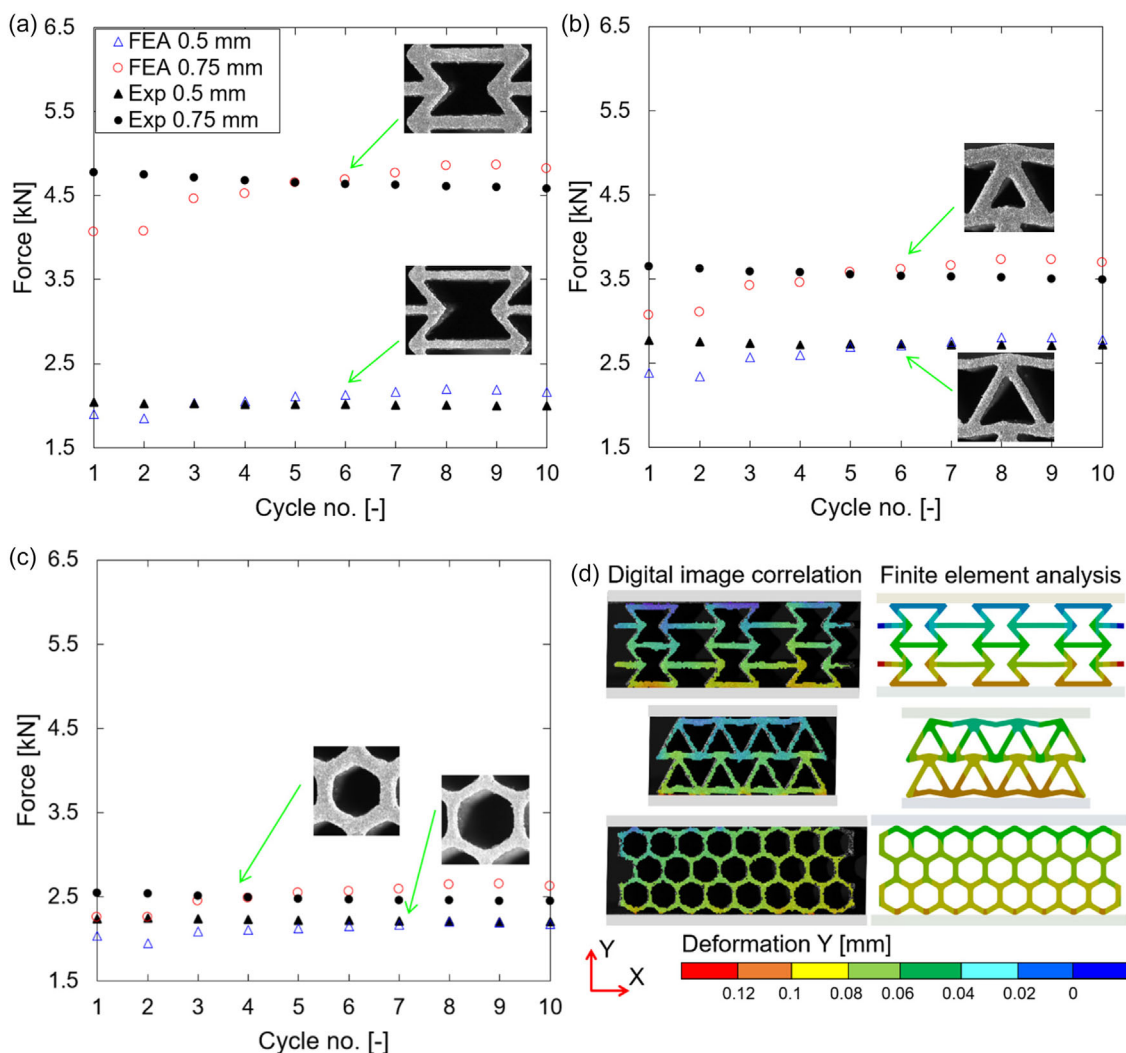 (a)
6.5
5.5
4.5
3.5
2.5
1.5
Force [kN]
FEA 0.5 mm
FEA 0.75 mm
Exp 0.5 mm
Exp 0.75 mm
1 2 3 4 5 6 7 8 9 10
Cycle no. [-]
(b)
6.5
5.5
4.5
3.5
2.5
1.5
Force [kN]
1 2 3 4 5 6 7 8 9 10
Cycle no. [-]
(c)
6.5
5.5
4.5
3.5
2.5
1.5
Force [kN]
1 2 3 4 5 6 7 8 9 10
Cycle no. [-]
(d)
Digital image correlation Finite element analysis
Y
X
Deformation Y [mm]
0.12 0.1 0.08 0.06 0.04 0.02 0